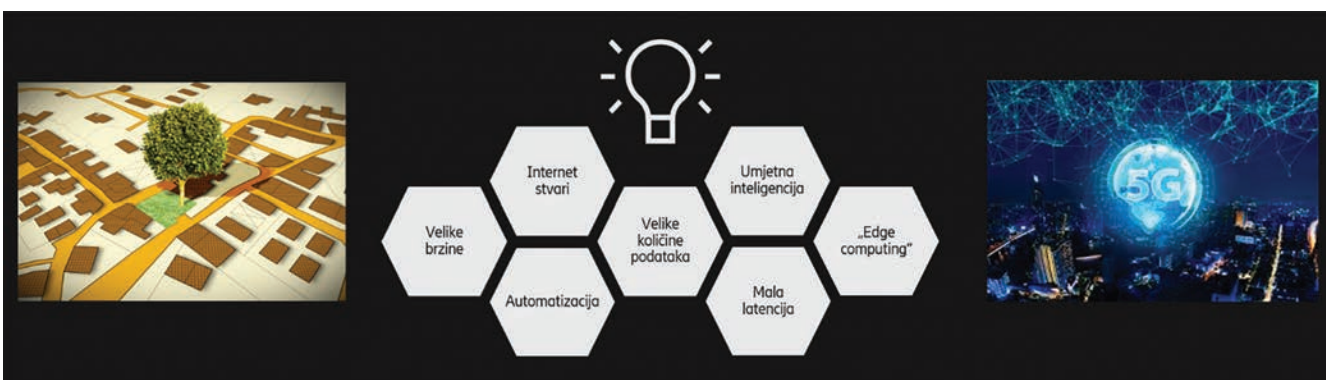 Internet
stvari
Umjetna
inteligencija
Velike
brzine
Velike
količine
podataka
„Edge
computing“
Automatizacija
Mala
latencija
5G